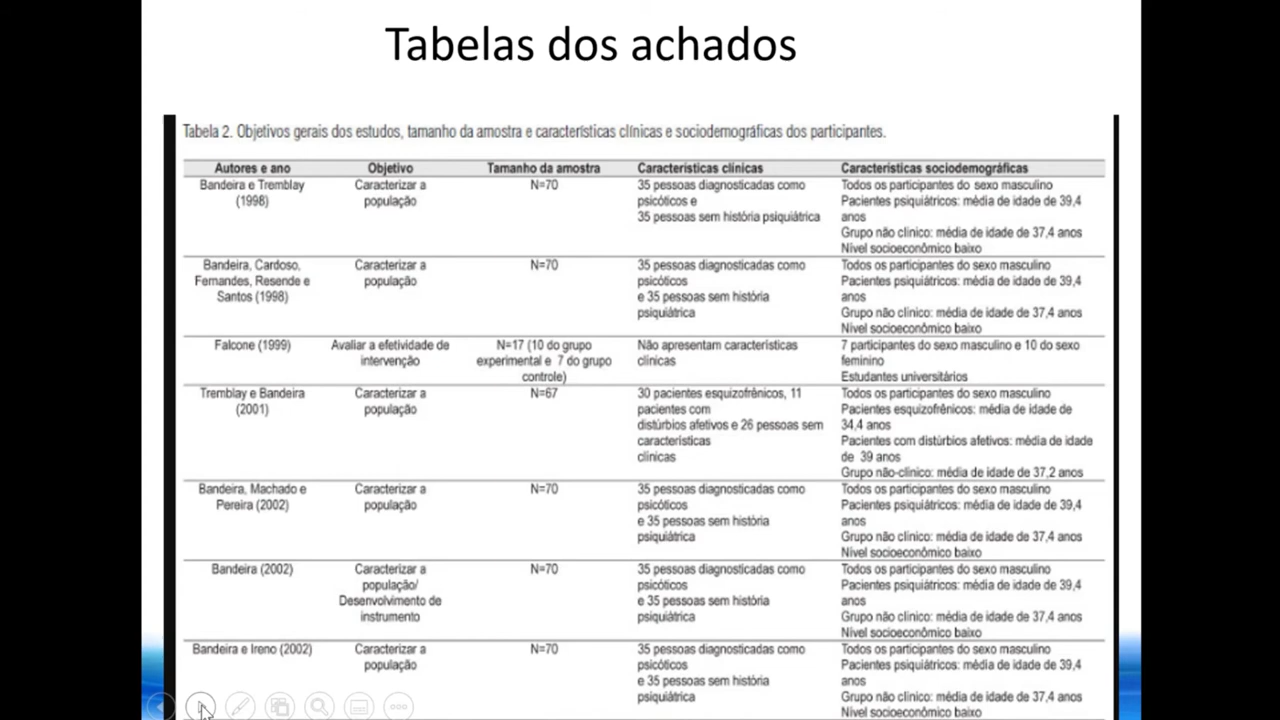 Tabelas dos achados
Tabela 2. Objetivos gerais dos estudos, tamanho da amostra e características clínicas e sociodemográficas dos participantes.
Autores e ano Objetivo Tamanho da amostra Características clínicas Características sociodemográficas
Bandeira e Tremblay Caracterizar a N=70 35 pessoas diagnosticadas como Todos os participantes do sexo masculino
(1998) população psicóticos e Pacientes psiquiátricos: média de idade de 39,4
35 pessoas sem história psiquiátrica anos
Grupo não clínico: média de idade de 37,4 anos
Nível socioeconômico baixo
Bandeira, Cardoso, Caracterizar a N=70 35 pessoas diagnosticadas como Todos os participantes do sexo masculino
Fernandes, Resende e população psicóticos Pacientes psiquiátricos: média de idade de 39,4
Santos (1998) e 35 pessoas sem história anos
psiquiátrica Grupo não clínico: média de idade de 37,4 anos
Nível socioeconômico baixo
Falcone (1999) Avaliar a efetividade de N=17 (10 do grupo Não apresentam características 7 participantes do sexo masculino e 10 do sexo
intervenção experimental e 7 do grupo clínicas feminino
controle) Estudantes universitários
Tremblay e Bandeira Caracterizar a N=67 30 pacientes esquizofrênicos, 11 Todos os participantes do sexo masculino
(2001) população pacientes com Pacientes esquizofrênicos: média de idade de
distúrbios afetivos e 26 pessoas sem 34,4 anos
características Pacientes com distúrbios afetivos: média de idade
clínicas de 39 anos
Grupo não-clínico: média de idade de 37,2 anos
Bandeira, Machado e Caracterizar a N=70 35 pessoas diagnosticadas como Todos os participantes do sexo masculino
Pereira (2002) população psicóticos Pacientes psiquiátricos: média de idade de 39,4
e 35 pessoas sem história anos
psiquiátrica Grupo não clínico: média de idade de 37,4 anos
Nível socioeconômico baixo
Bandeira (2002) Caracterizar a N=70 35 pessoas diagnosticadas como Todos os participantes do sexo masculino
população/ psicóticos Pacientes psiquiátricos: média de idade de 39,4
Desenvolvimento de e 35 pessoas sem história anos
instrumento psiquiátrica Grupo não clínico: média de idade de 37,4 anos
Nível socioeconômico baixo
Bandeira e Ireno (2002) Caracterizar a N=70 35 pessoas diagnosticadas como Todos os participantes do sexo masculino
população psicóticos Pacientes psiquiátricos: média de idade de 39,4
e 35 pessoas sem história anos
psiquiátrica Grupo não clínico: média de idade de 37,4 anos
Nível socioeconômico baixo